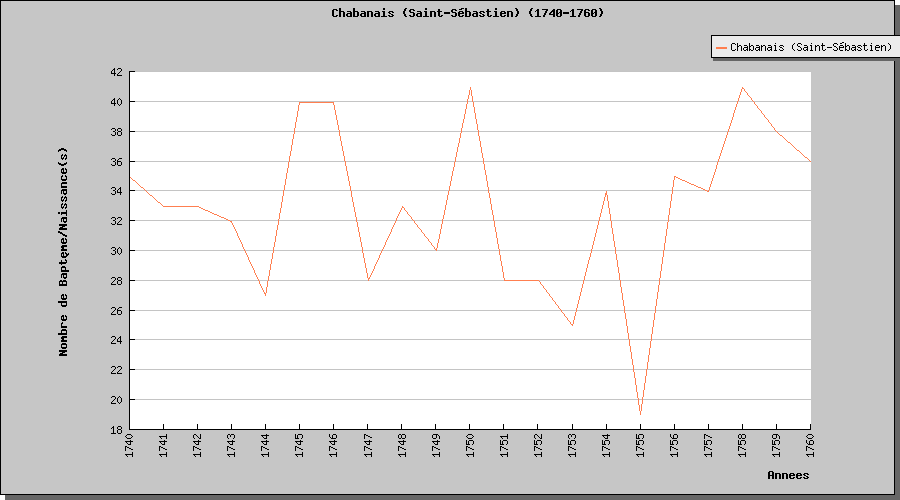 Chabanais (Saint-Sébastien) (1740-1760)
Chabanais (Saint-Sébastien)
Nombre de Baptęme/Naissance(s)
42
40
38
36
34
32
30
28
26
24
22
20
18
1740 1741 1742 1743 1744 1745 1746 1747 1748 1749 1750 1751 1752 1753 1754 1755 1756 1757 1758 1759 1760
Annees